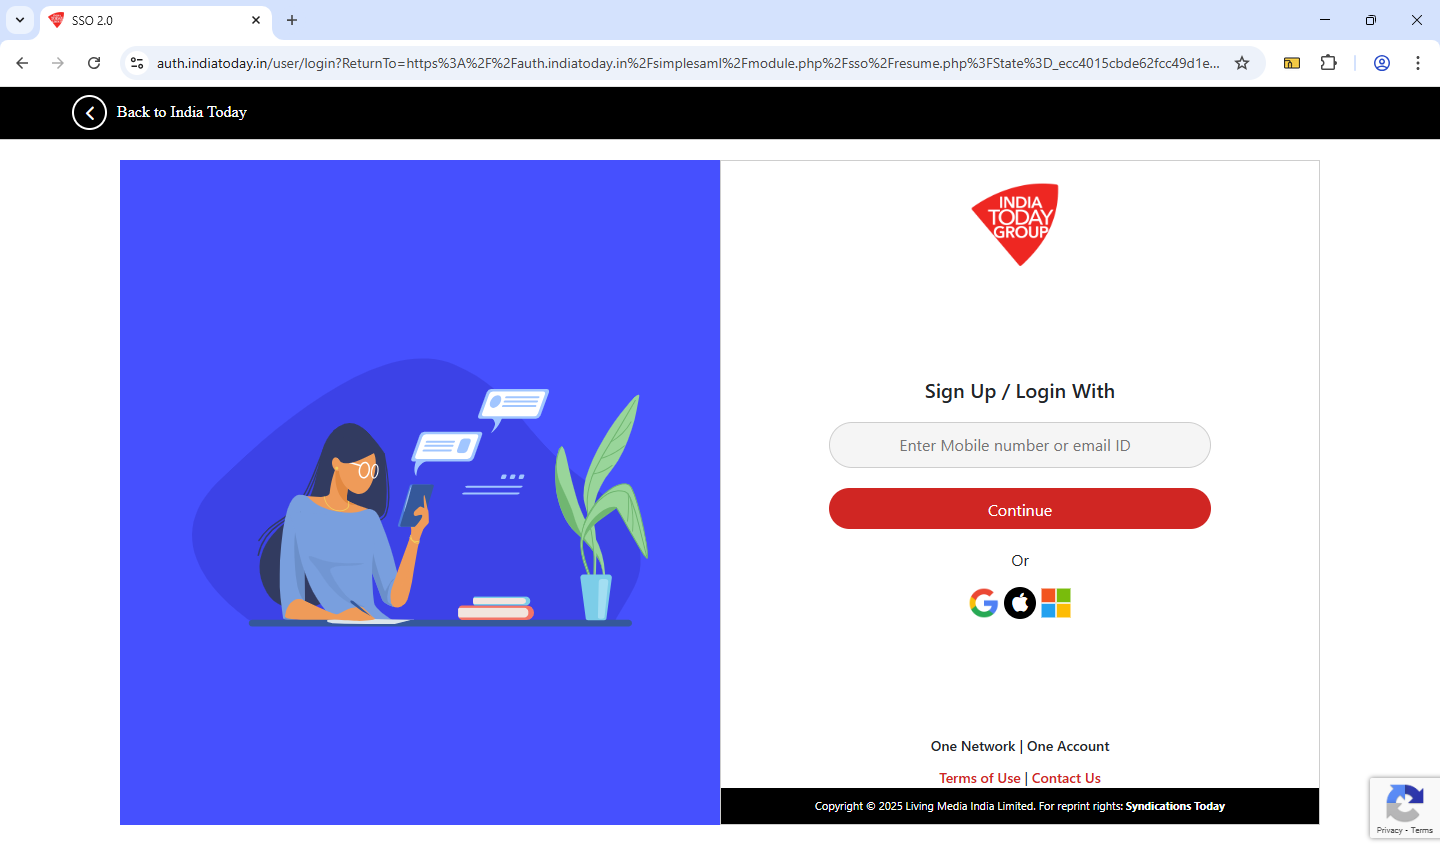 SSO 2.0
auth.indiatoday.in/user/login?ReturnTo=https%3A%2F%2Fauth.indiatoday.in%2Fsimplesaml%2Fmodule.php%2Fsso%2Fresume.php%3FState%3D_ecc4015cbde62fcc49d1e...
Back to India Today
INDIA
TODAY
GROUP
Sign Up / Login With
Enter Mobile number or email ID
Continue
Or
One Network | One Account
Terms of Use | Contact Us
Copyright © 2025 Living Media India Limited. For reprint rights: Syndications Today
Privacy - Terms